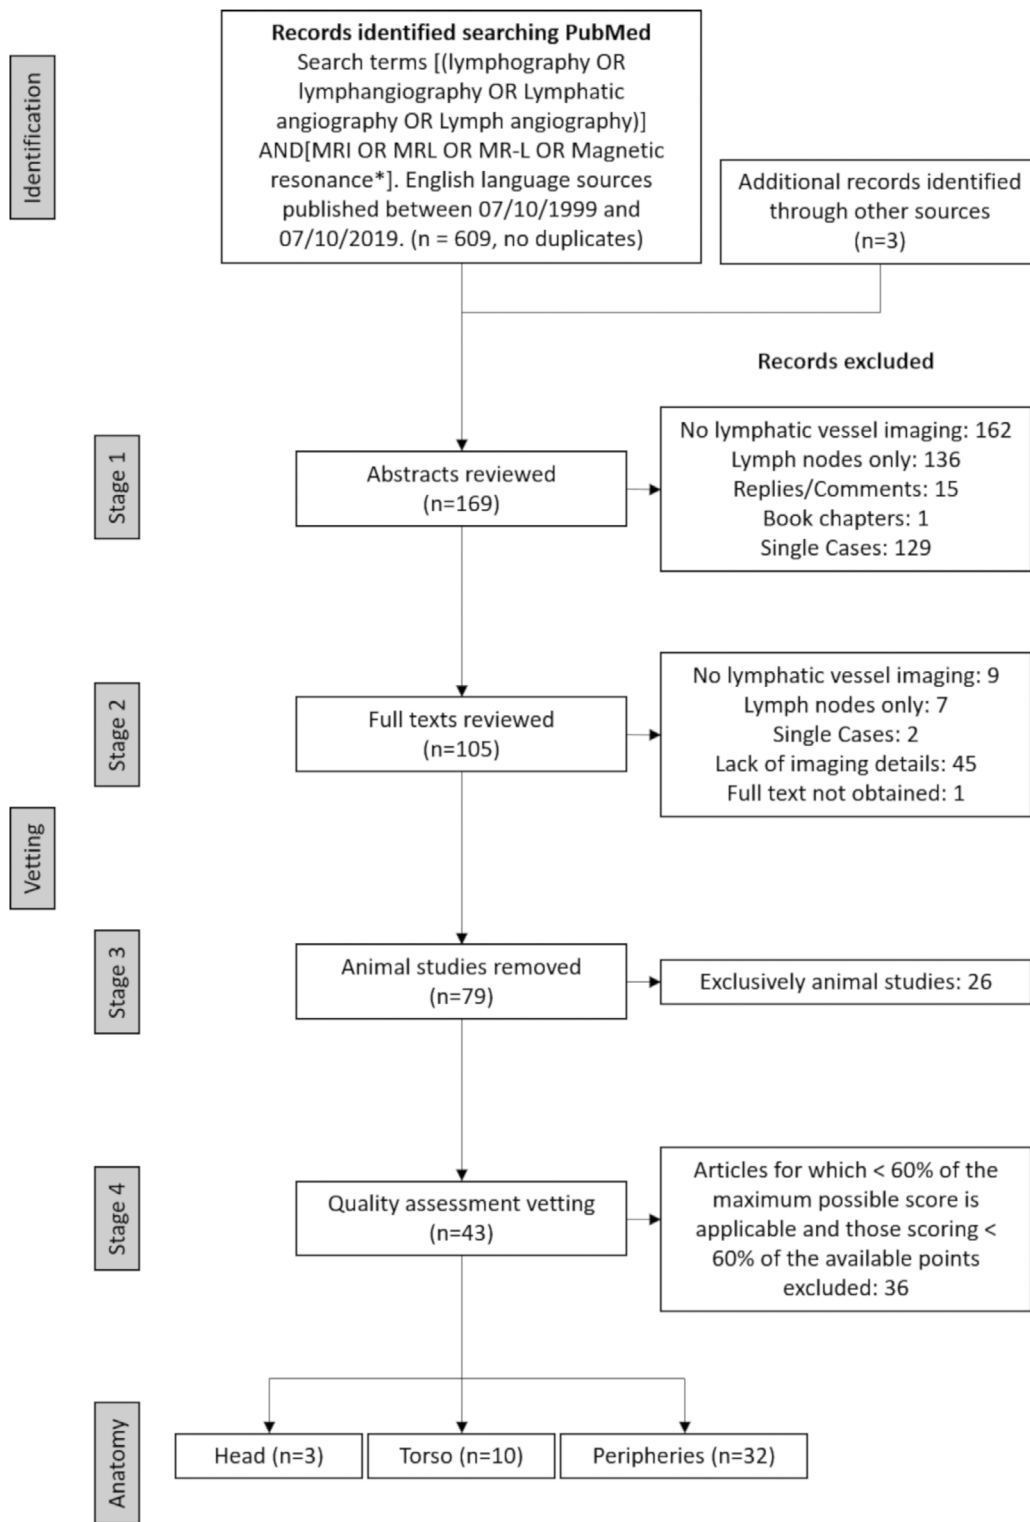 Identification
Records identified searching PubMed
Search terms [(lymphography OR
lymphangiography OR Lymphatic
angiography OR Lymph angiography)]
AND[MRI OR MRL OR MR-L OR Magnetic
resonance*]. English language sources
published between 07/10/1999 and
07/10/2019. (n = 609, no duplicates)
Additional records identified
through other sources
(n=3)
Records excluded
Stage 1
Abstracts reviewed
(n=169)
No lymphatic vessel imaging: 162
Lymph nodes only: 136
Replies/Comments: 15
Book chapters: 1
Single Cases: 129
Stage 2
Full texts reviewed
(n=105)
No lymphatic vessel imaging: 9
Lymph nodes only: 7
Single Cases: 2
Lack of imaging details: 45
Full text not obtained: 1
Vetting
Stage 3
Animal studies removed
(n=79)
Exclusively animal studies: 26
Stage 4
Quality assessment vetting
(n=43)
Articles for which < 60% of the
maximum possible score is
applicable and those scoring <
60% of the available points
excluded: 36
Anatomy
Head (n=3)
Torso (n=10)
Peripheries (n=32)